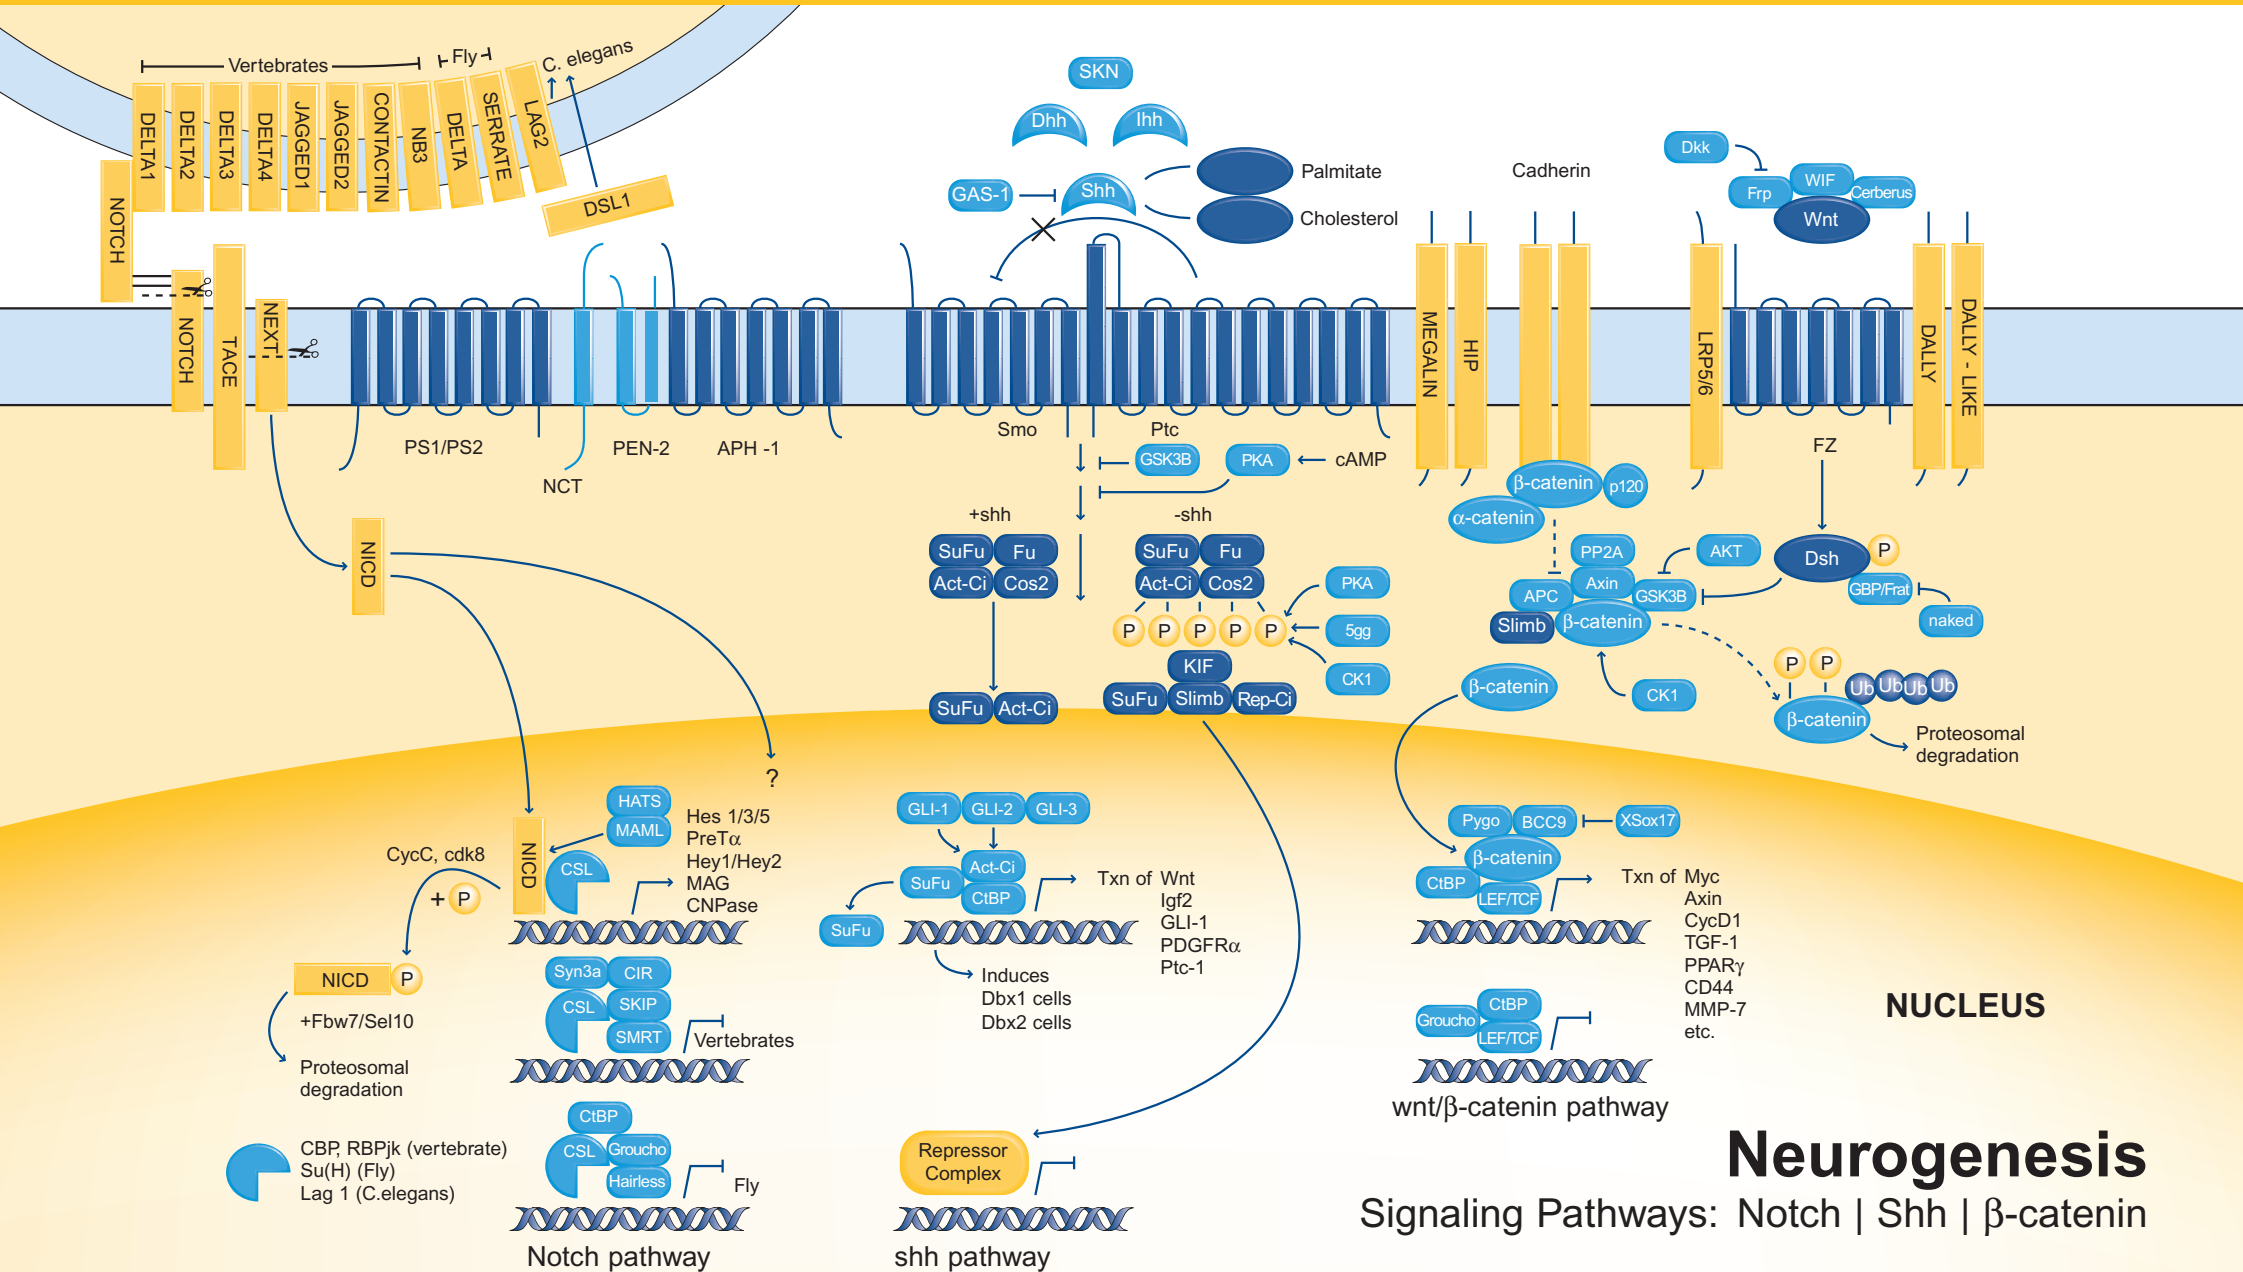 Vertebrates
Fly
C. elegans
DELTA1
DELTA2
DELTA3
DELTA4
JAGGED1
JAGGED2
CONTACTIN
NB3
DELTA
SERRATE
LAG2
DSL1
NOTCH
NOTCH
TACE
NEXT
PS1/PS2
NCT
PEN-2
APH -1
SKN
Dhh
Ihh
GAS-1
Shh
Palmitate
Cholesterol
Smo
Ptc
GSK3B
PKA
cAMP
MEGALIN
HIP
Cadherin
LRP5/6
Dkk
Frp
WIF
Cerberus
Wnt
DALLY
DALLY - LIKE
FZ
NICD
+shh
SuFu
Fu
Act-Ci
Cos2
SuFu
Act-Ci
-shh
SuFu
Fu
Act-Ci
Cos2
P
P
P
P
P
PKA
5gg
CK1
KIF
SuFu
Slimb
Rep-Ci
β-catenin
p120
α-catenin
PP2A
AKT
Axin
APC
GSK3B
Slimb
β-catenin
CK1
Dsh
P
GBP/Frat
naked
β-catenin
P
P
Ub
Ub
Ub
Ub
β-catenin
Proteosomal
degradation
?
HATS
MAML
NICD
CSL
Hes 1/3/5
PreTα
Hey1/Hey2
MAG
CNPase
CycC, cdk8
+
P
NICD
P
+Fbw7/Sel10
Proteosomal
degradation
Syn3a
CIR
CSL
SKIP
SMRT
Vertebrates
CtBP
CSL
Groucho
Hairless
Fly
CBP, RBPjk (vertebrate)
Su(H) (Fly)
Lag 1 (C.elegans)
Notch pathway
GLI-1
GLI-2
GLI-3
Act-Ci
SuFu
CtBP
SuFu
Txn of
Wnt
Igf2
GLI-1
PDGFRα
Ptc-1
Induces
Dbx1 cells
Dbx2 cells
Repressor
Complex
shh pathway
Pygo
BCC9
XSox17
β-catenin
CtBP
LEF/TCF
Txn of
Myc
Axin
CycD1
TGF-1
PPARγ
CD44
MMP-7
etc.
CtBP
Groucho
LEF/TCF
wnt/β-catenin pathway
NUCLEUS
Neurogenesis
Signaling Pathways: Notch | Shh | β-catenin